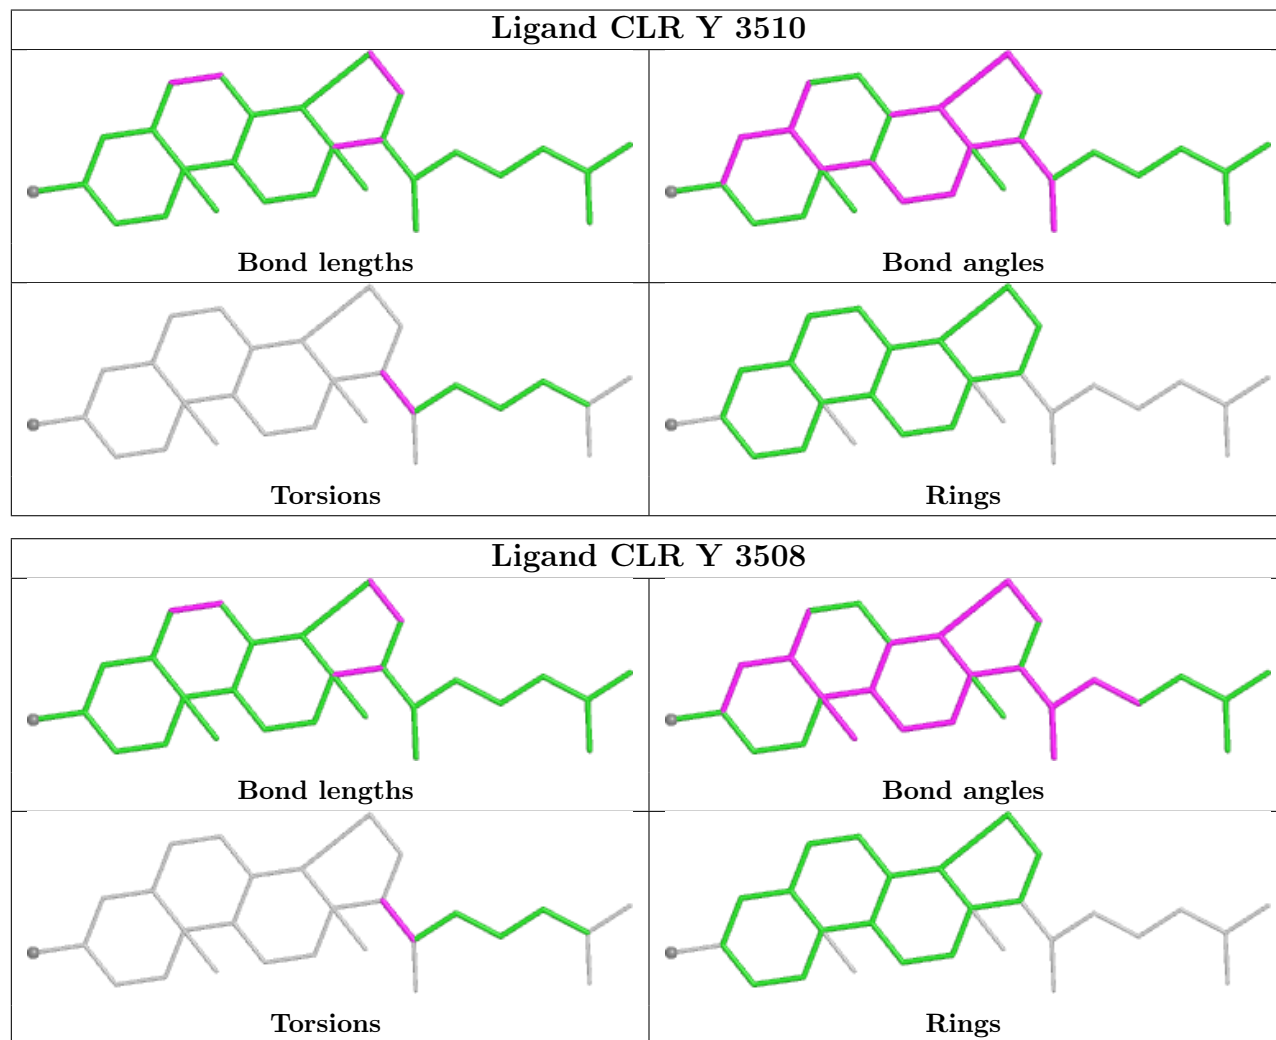 Ligand CLR Y 3510
Bond lengths
Bond angles
Torsions
Rings
Ligand CLR Y 3508
Bond lengths
Bond angles
Torsions
Rings